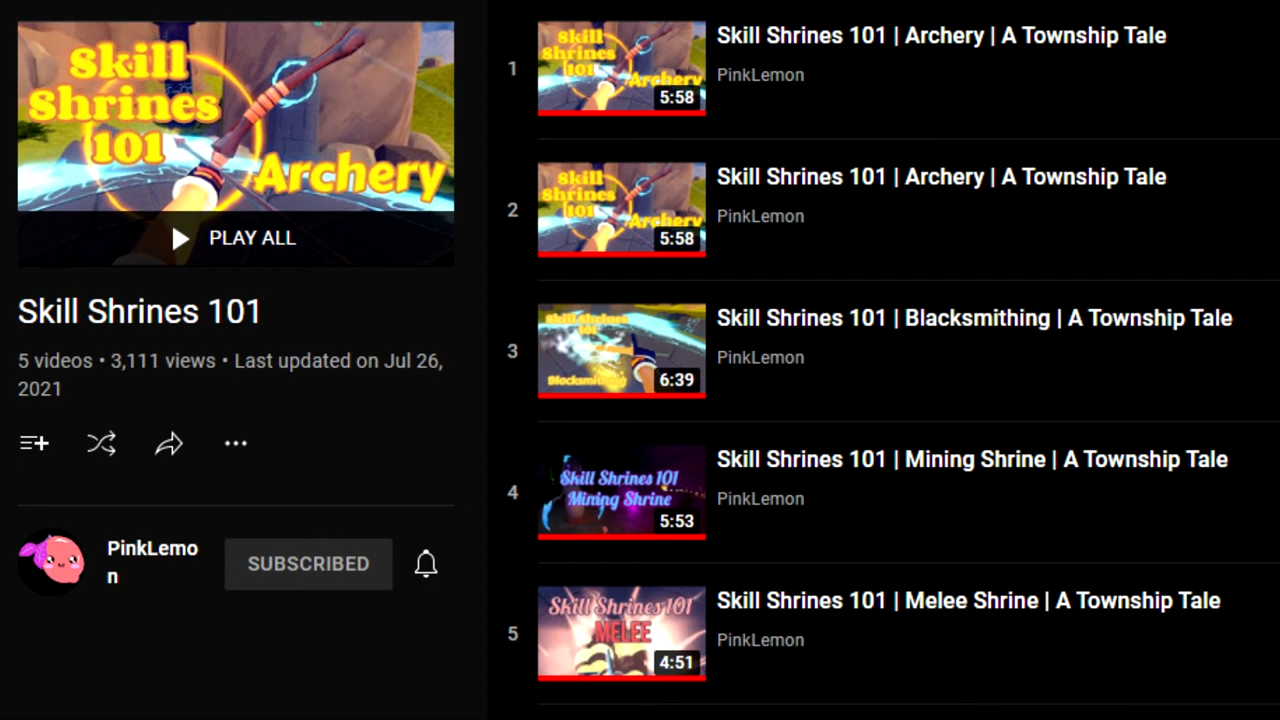 Skill
Shrines
101
Archery
PLAY ALL
Skill Shrines 101
5 videos • 3,111 views • Last updated on Jul 26,
2021
PinkLemo
n
SUBSCRIBED
1
Skill
Shrines
101
Archery
5:58
Skill Shrines 101 | Archery | A Township Tale
PinkLemon
2
Skill
Shrines
101
Archery
5:58
Skill Shrines 101 | Archery | A Township Tale
PinkLemon
3
Skill Shrines
101
Blacksmithing
6:39
Skill Shrines 101 | Blacksmithing | A Township Tale
PinkLemon
4
Skill Shrines 101
Mining Shrine
5:53
Skill Shrines 101 | Mining Shrine | A Township Tale
PinkLemon
5
Skill Shrines 101
MELEE
4:51
Skill Shrines 101 | Melee Shrine | A Township Tale
PinkLemon